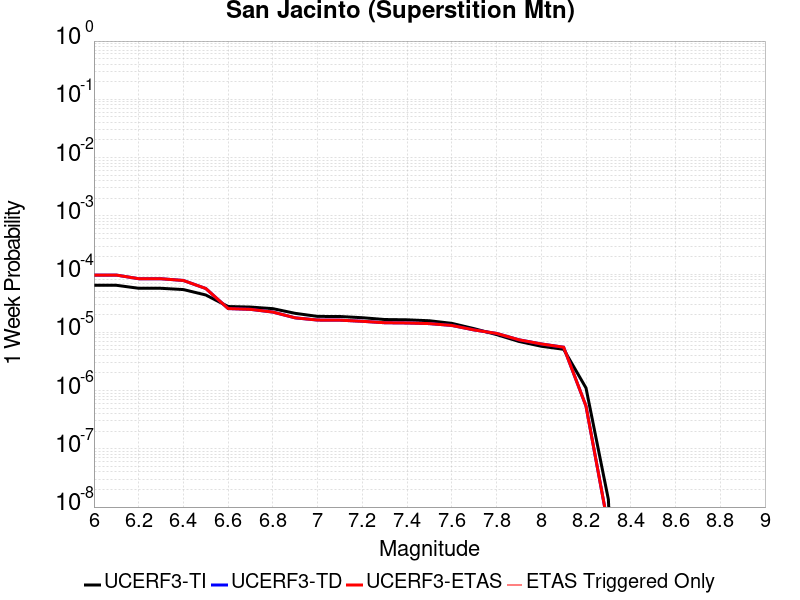 San Jacinto (Superstition Mtn)
10^0
10^-1
10^-2
10^-3
10^-4
10^-5
10^-6
10^-7
10^-8
1 Week Probability
6 6.2 6.4 6.6 6.8 7 7.2 7.4 7.6 7.8 8 8.2 8.4 8.6 8.8 9
Magnitude
UCERF3-TI UCERF3-TD UCERF3-ETAS ETAS Triggered Only